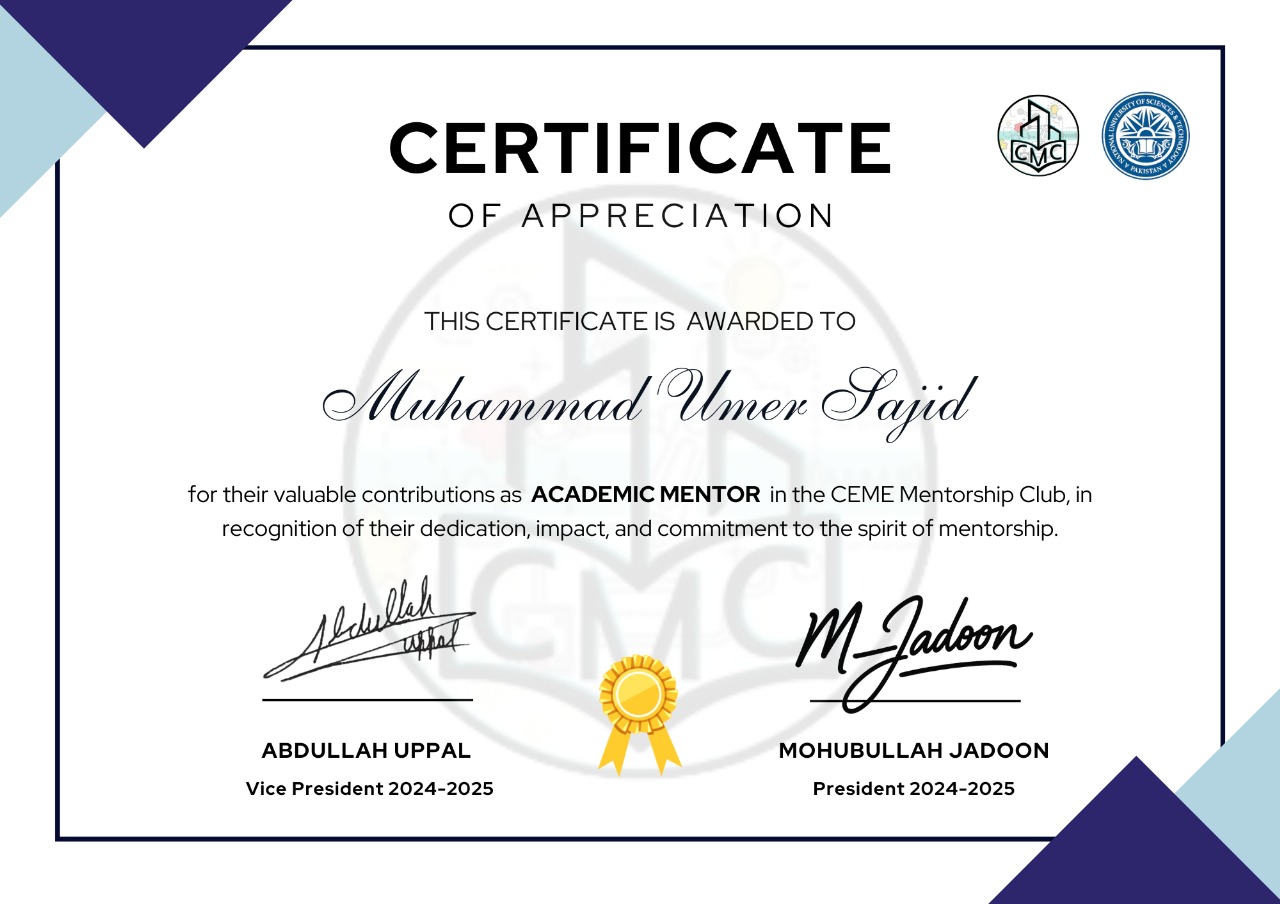 CERTIFICATE
OF APPRECIATION
CMC
NATIONAL UNIVERSITY OF SCIENCES & TECHNOLOGY
PAKISTAN
THIS CERTIFICATE IS AWARDED TO
Muhammad Umer Sajid
for their valuable contributions as ACADEMIC MENTOR in the CEME Mentorship Club, in
recognition of their dedication, impact, and commitment to the spirit of mentorship.
CMC
Abdullah
uppal
M_Jadoon
ABDULLAH UPPAL
MOHUBULLAH JADOON
Vice President 2024-2025
President 2024-2025